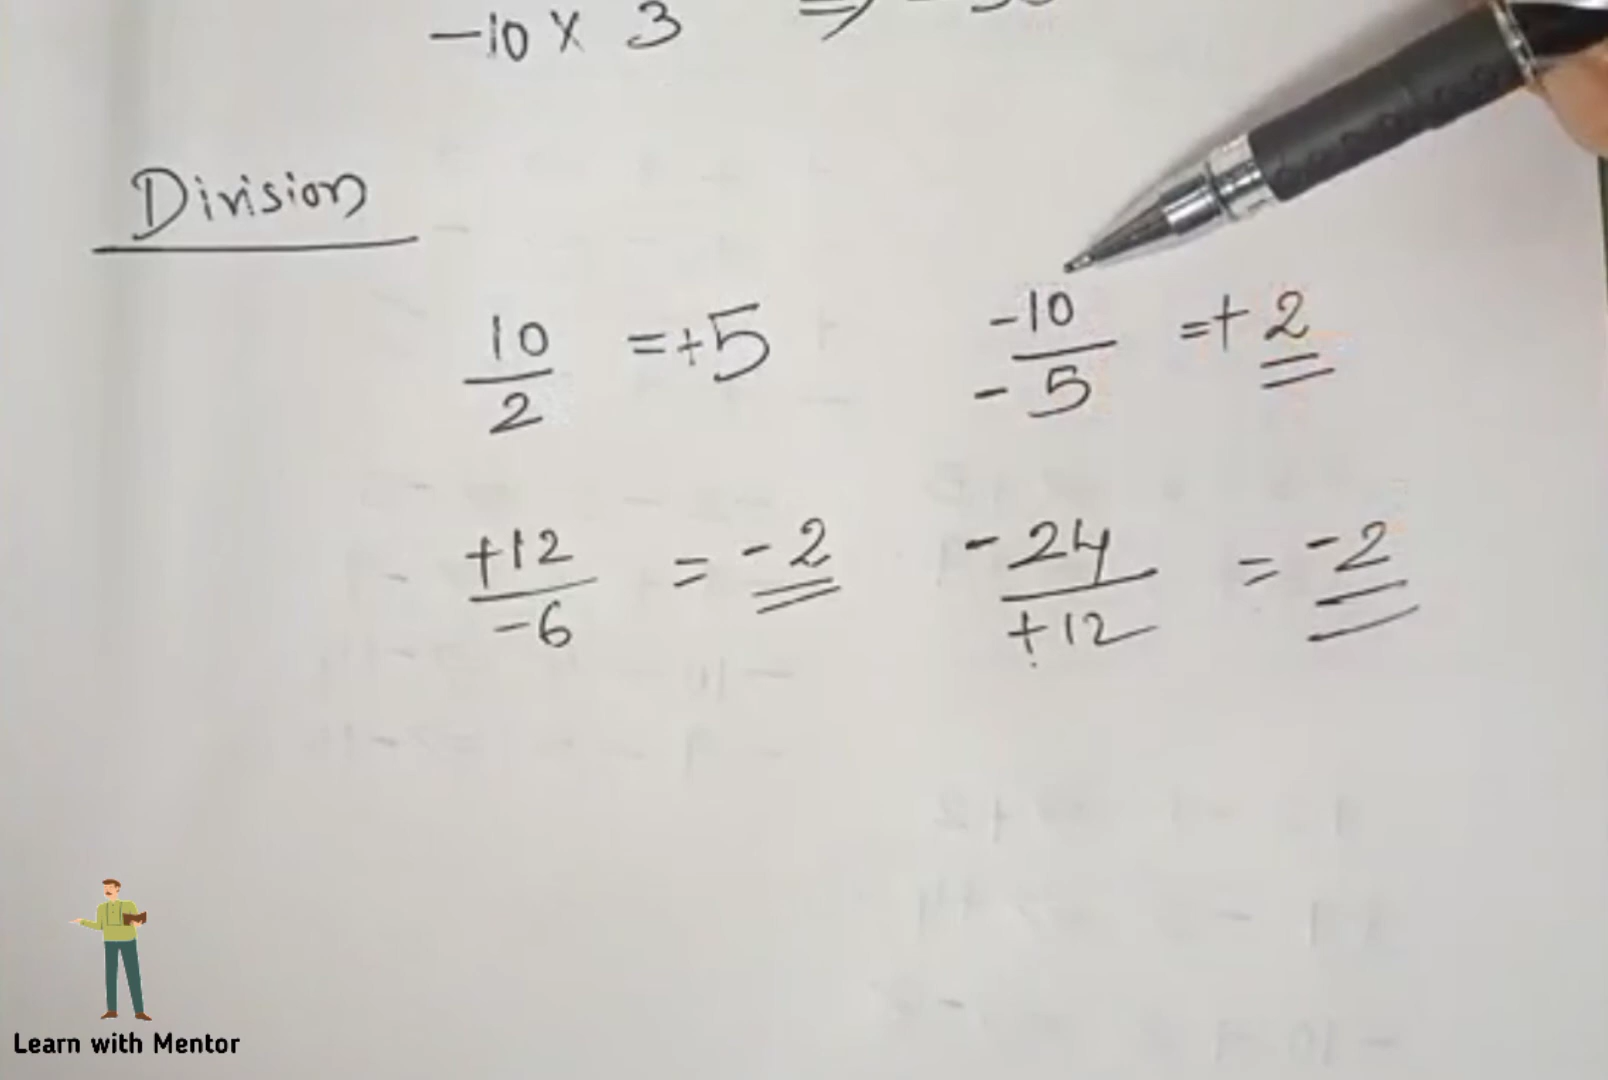 -10 × 3 ⇒
Division
10/2 = +5
-10/-5 = +2
+12/-6 = -2
-24/+12 = -2
Learn with Mentor